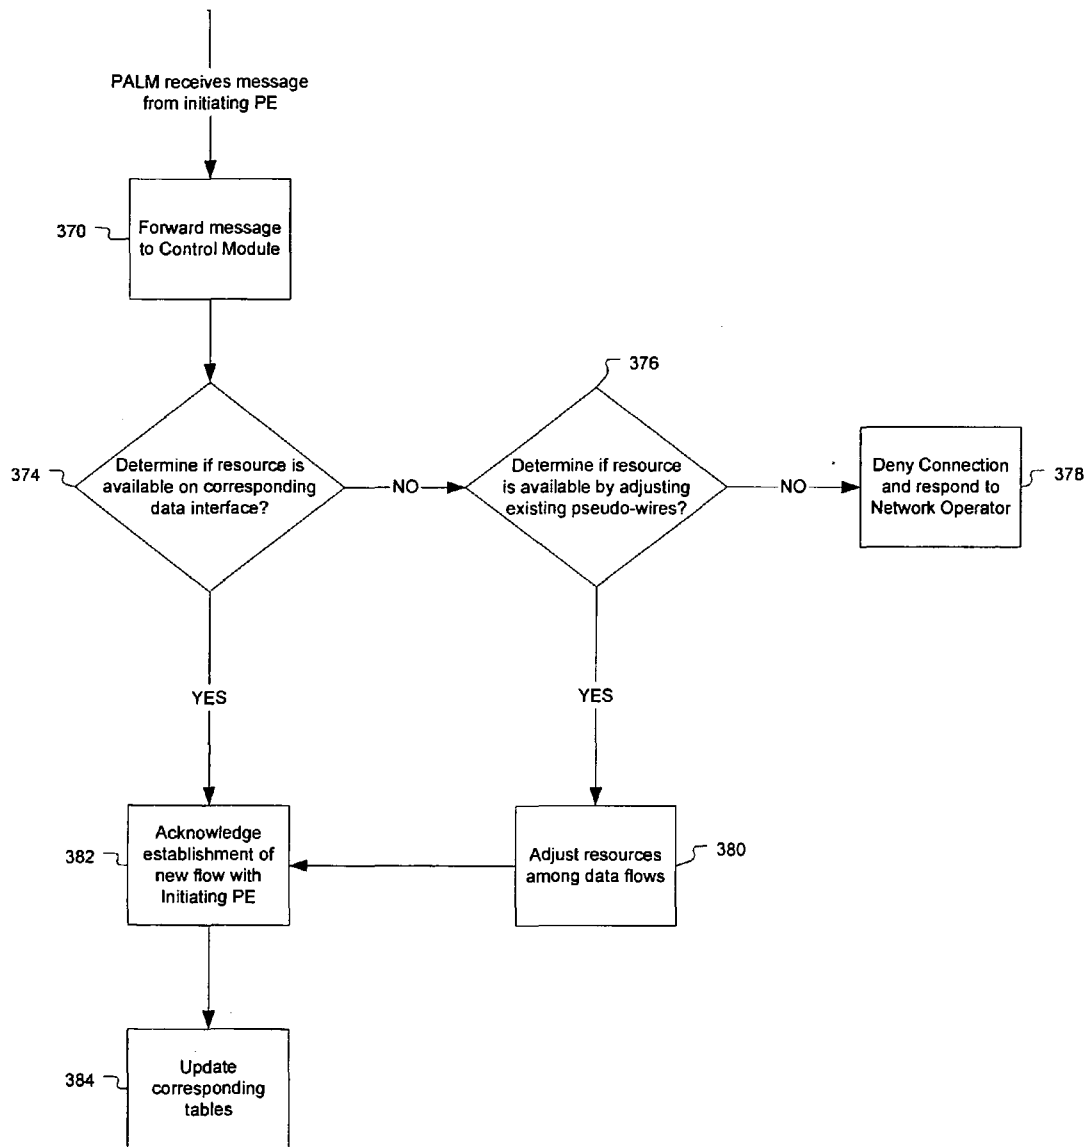 PALM receives message
from initiating PE
370
Forward message
to Control Module
376
374
Determine if resource is
available on corresponding
data interface?
NO
Determine if resource
is available by adjusting
existing pseudo-wires?
NO
Deny Connection
and respond to
Network Operator
378
YES
YES
382
Acknowledge
establishment of
new flow with
Initiating PE
Adjust resources
among data flows
380
384
Update
corresponding
tables